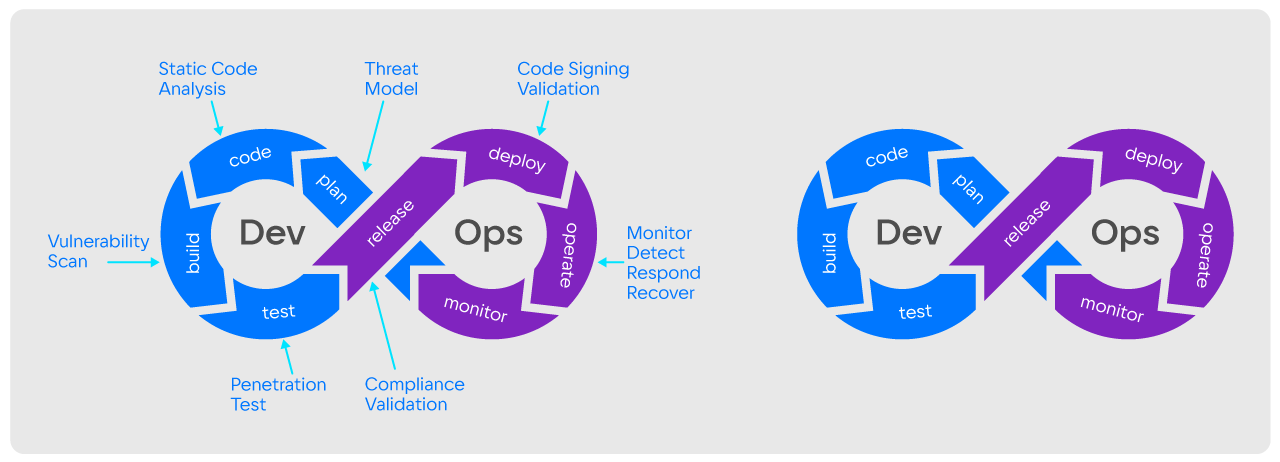 Static Code
Analysis
Threat
Model
Code Signing
Validation
code
plan
deploy
release
Dev
Ops
build
operate
test
monitor
Vulnerability
Scan
Monitor
Detect
Respond
Recover
Penetration
Test
Compliance
Validation
code
plan
deploy
release
Dev
Ops
build
operate
test
monitor